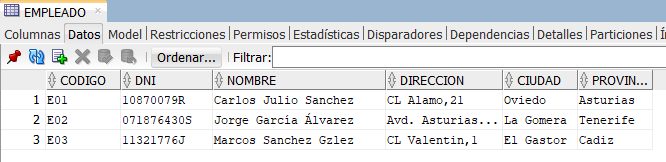 EMPLEADO
Columnas Datos Model Restricciones Permisos Estadísticas Disparadores Dependencias Detalles Particiones
Ordenar... Filtrar:
CODIGO DNI NOMBRE DIRECCION CIUDAD PROVIN...
1 E01 10870079R Carlos Julio Sanchez CL Alamo,21 Oviedo Asturias
2 E02 071876430S Jorge García Álvarez Avd. Asturias... La Gomera Tenerife
3 E03 11321776J Marcos Sanchez Gzlez CL Valentin,1 El Gastor Cadiz